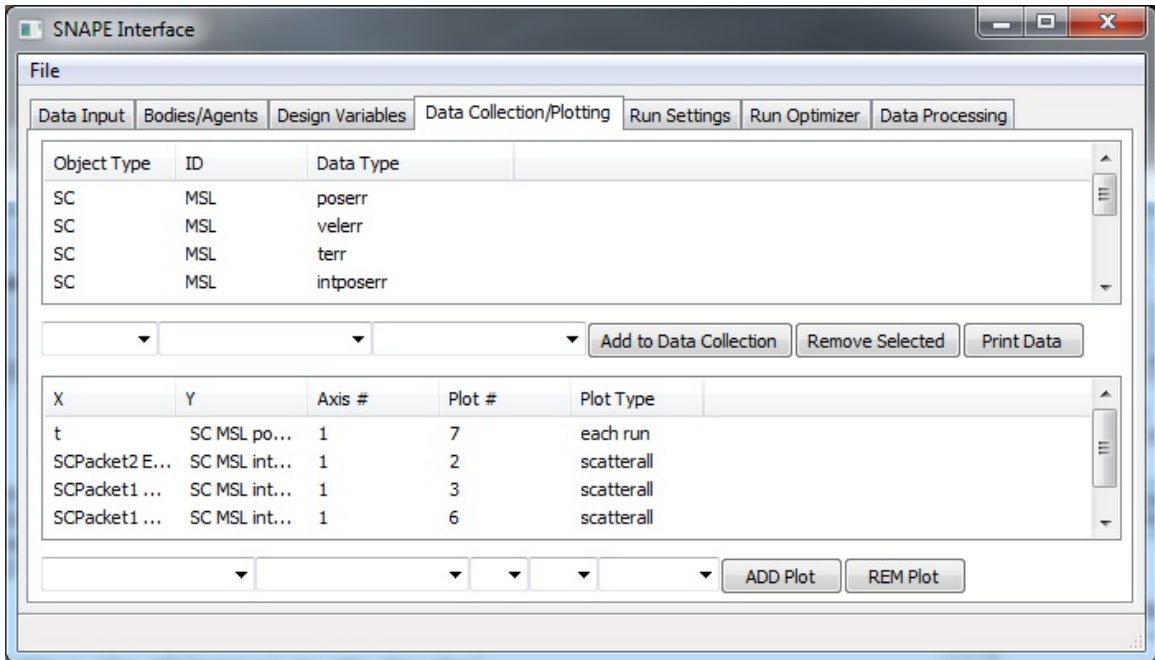 SNAPE Interface
File
Data Input Bodies/Agents Design Variables Data Collection/Plotting Run Settings Run Optimizer Data Processing
Object Type ID Data Type
SC MSL poserr
SC MSL velerr
SC MSL terr
SC MSL intposerr
Add to Data Collection Remove Selected Print Data
X Y Axis # Plot # Plot Type
t SC MSL po... 1 7 each run
SCPacket2 E... SC MSL int... 1 2 scatterall
SCPacket1 ... SC MSL int... 1 3 scatterall
SCPacket1 ... SC MSL int... 1 6 scatterall
ADD Plot REM Plot